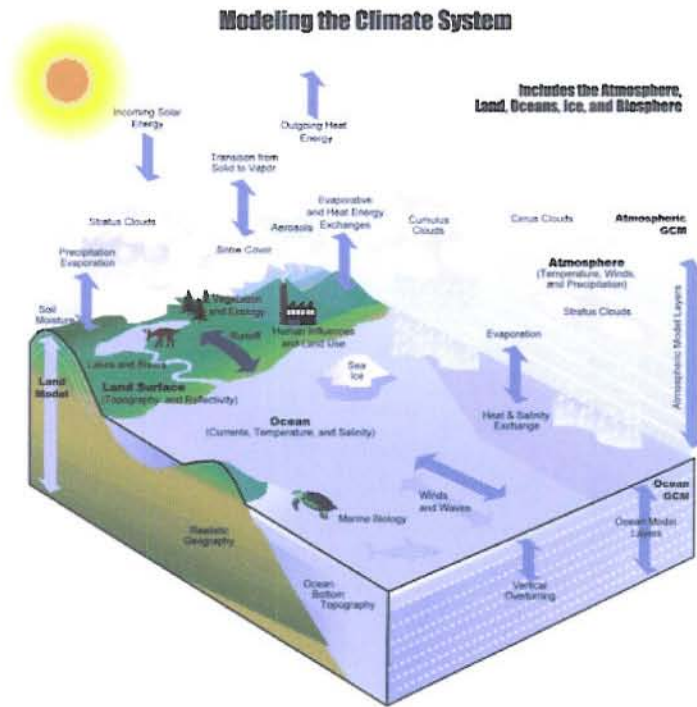 Modeling the Climate System
Includes the Atmosphere,
Land, Oceans, Ice, and Biosphere
Incoming Solar
Energy
Outgoing Heat
Energy
Transition from
Solid to Vapor
Stratus Clouds
Evaporative
and Heat Energy
Exchanges
Aerosols
Cumulus
Clouds
Cirrus Clouds
Atmospheric
GCM
Precipitation
Evaporation
Snow Cover
Atmosphere
(Temperature, Winds,
and Precipitation)
Stratus Clouds
Soil
Moisture
Vegetation
and Ecology
Runoff
Human Influences
and Land Use
Evaporation
Atmospheric Model Layers
Lakes and Rivers
Sea
Ice
Land
Model
Land Surface
(Topography and Reflectivity)
Heat & Salinity
Exchange
Ocean
(Currents, Temperature, and Salinity)
Ocean
GCM
Winds
and Waves
Marine Biology
Ocean Model
Layers
Realistic
Geography
Ocean
Bottom
Topography
Vertical
Overturning